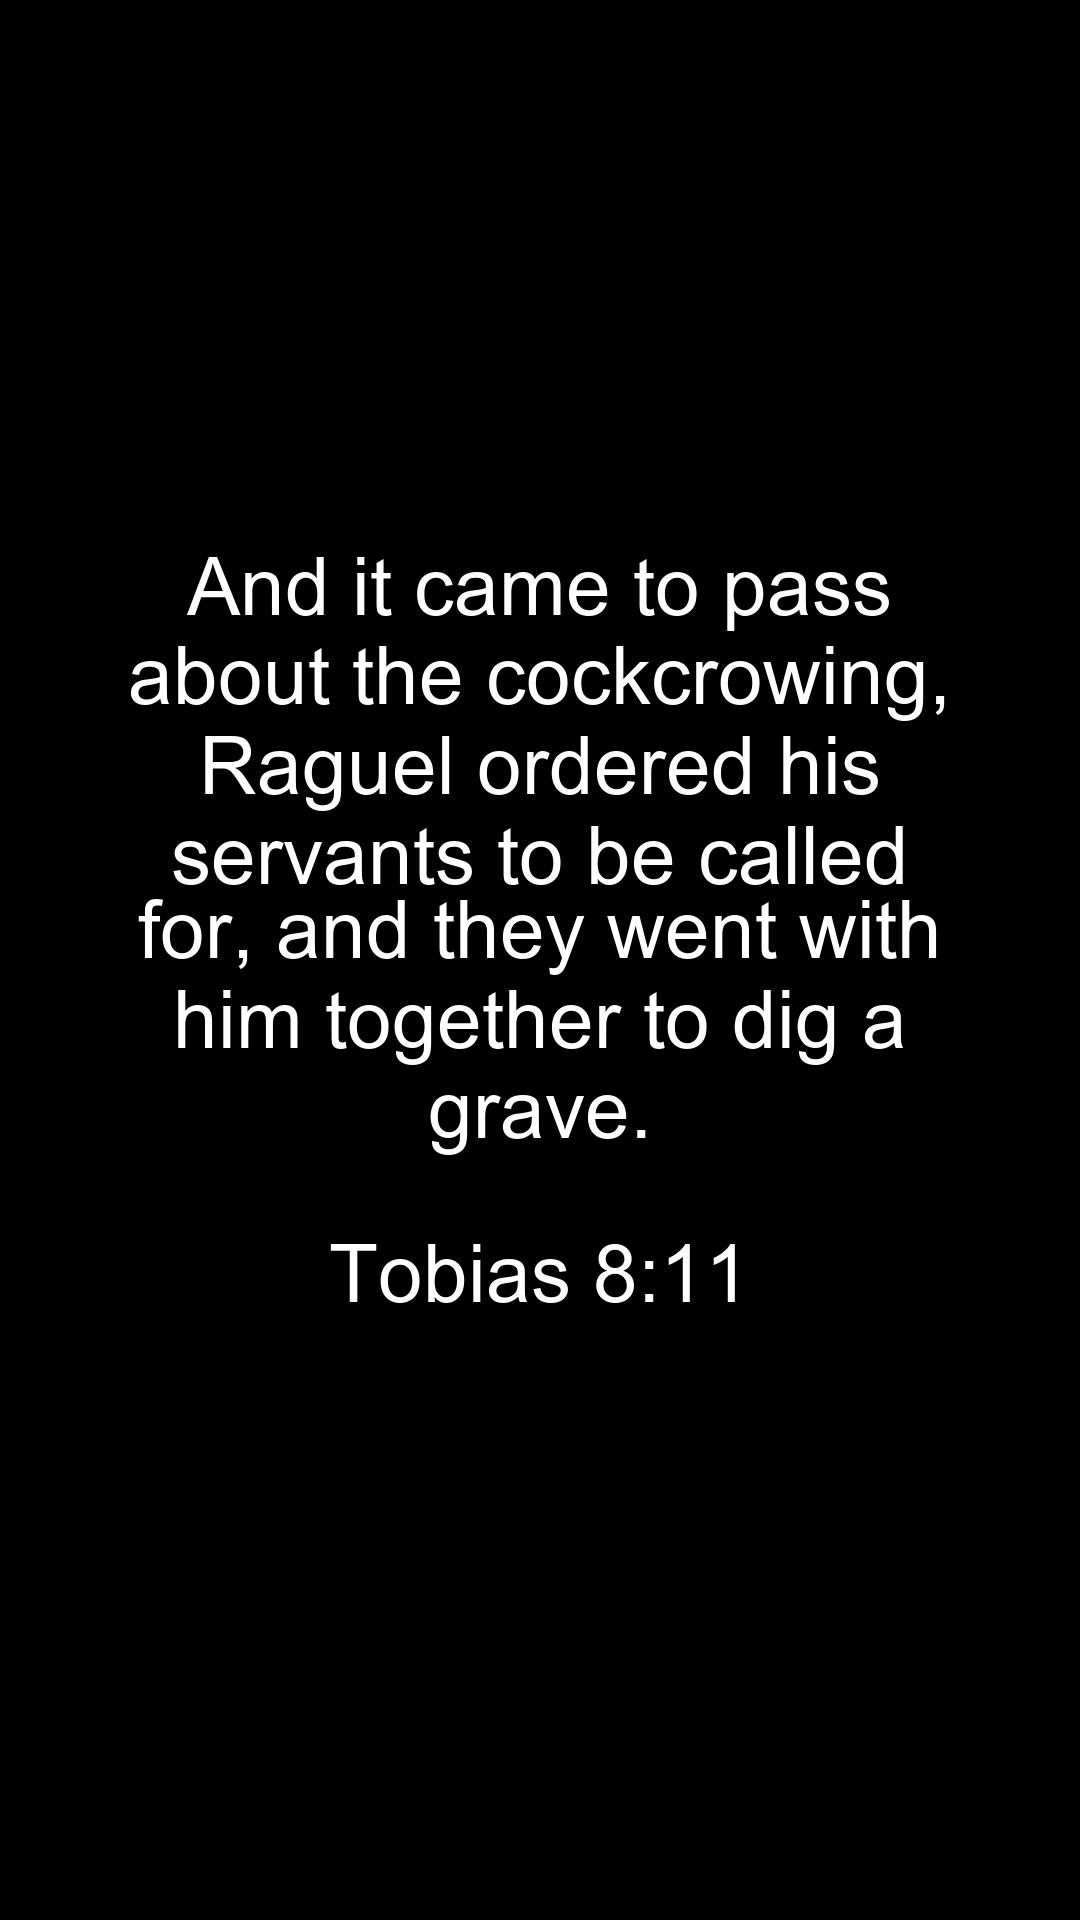 And it came to pass
about the cockcrowing,
Raguel ordered his
servants to be called
for, and they went with
him together to dig a
grave.
Tobias 8:11